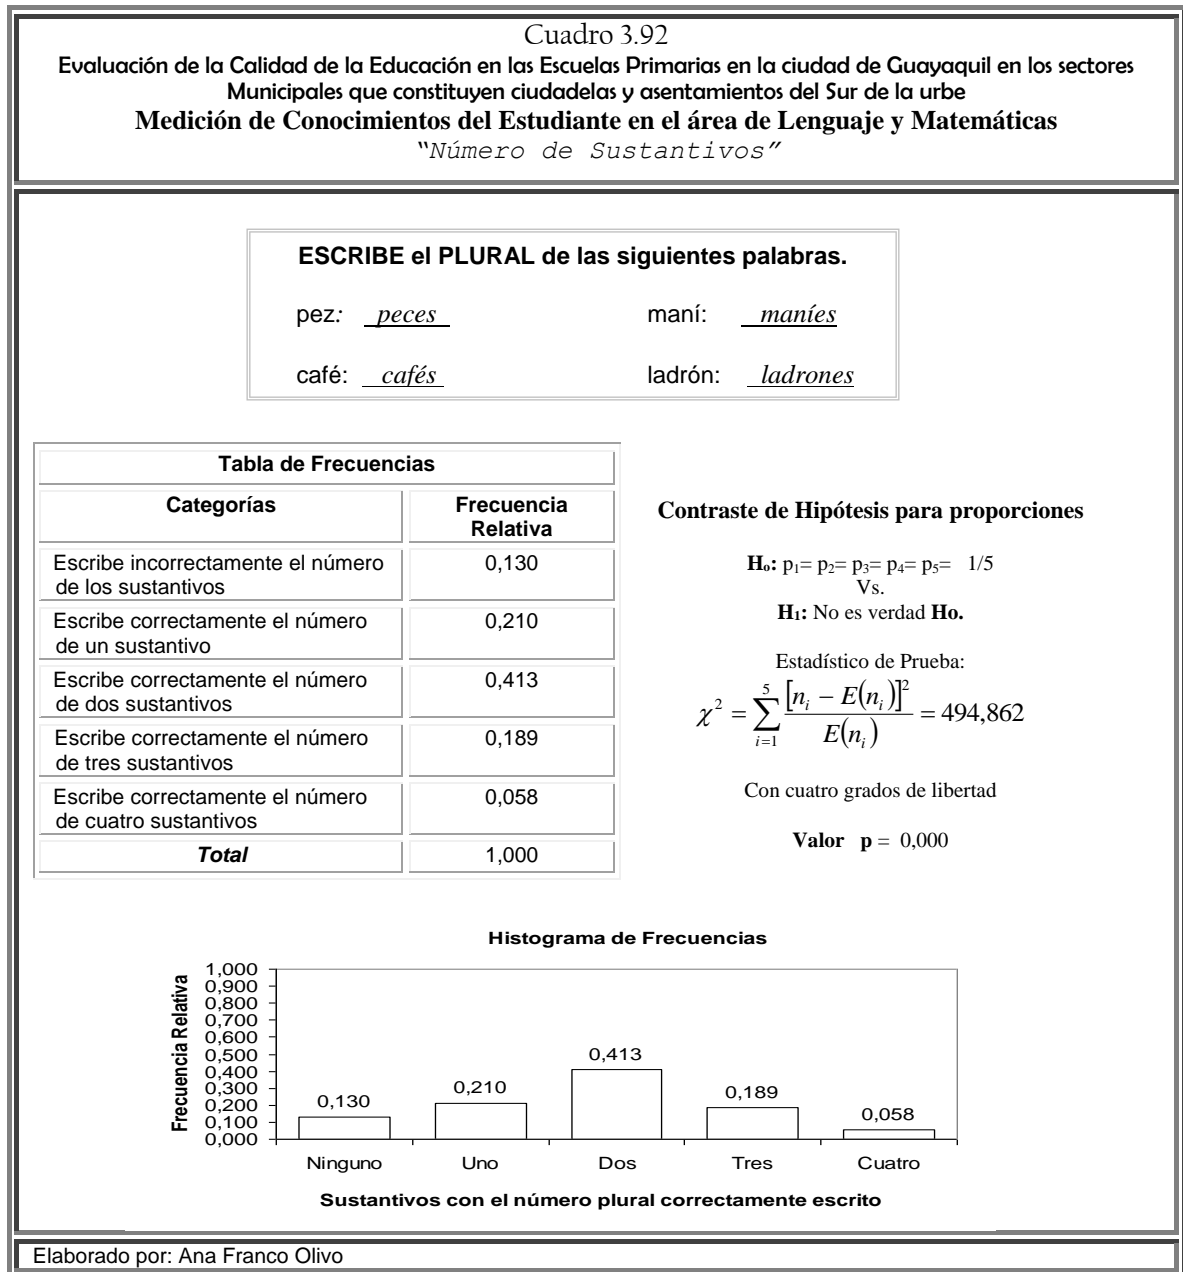 Cuadro 3.92
Evaluación de la Calidad de la Educación en las Escuelas Primarias en la ciudad de Guayaquil en los sectores
Municipales que constituyen ciudadelas y asentamientos del Sur de la urbe
Medición de Conocimientos del Estudiante en el área de Lenguaje y Matemáticas
"Número de Sustantivos"
ESCRIBE el PLURAL de las siguientes palabras.
pez: peces maní: maníes
café: cafés ladrón: ladrones
Tabla de Frecuencias
Categorías Frecuencia
Relativa
Escribe incorrectamente el número 0,130
de los sustantivos
Escribe correctamente el número 0,210
de un sustantivo
Escribe correctamente el número 0,413
de dos sustantivos
Escribe correctamente el número 0,189
de tres sustantivos
Escribe correctamente el número 0,058
de cuatro sustantivos
Total 1,000
Contraste de Hipótesis para proporciones
Ho: p₁= p₂= p₃= p₄= p₅= 1/5
Vs.
H₁: No es verdad Ho.
Estadístico de Prueba:
χ² = ∑_{i=1}^{5} [n_i − E(n_i)]² / E(n_i) = 494,862
Con cuatro grados de libertad
Valor p = 0,000
Histograma de Frecuencias
Frecuencia Relativa
1,000
0,900
0,800
0,700
0,600
0,500
0,400
0,300
0,200
0,100
0,000
0,130
0,210
0,413
0,189
0,058
Ninguno Uno Dos Tres Cuatro
Sustantivos con el número plural correctamente escrito
Elaborado por: Ana Franco Olivo